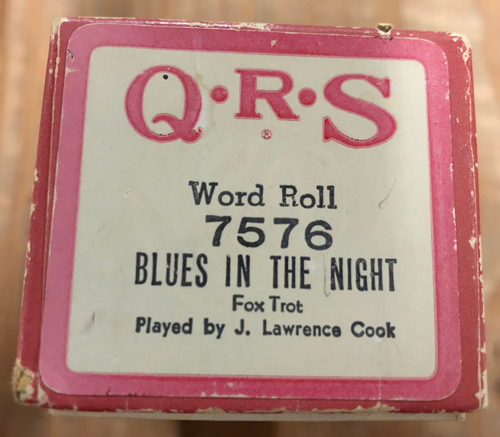 Q·R·S
®
Word Roll
7576
BLUES IN THE NIGHT
Fox Trot
Played by J. Lawrence Cook